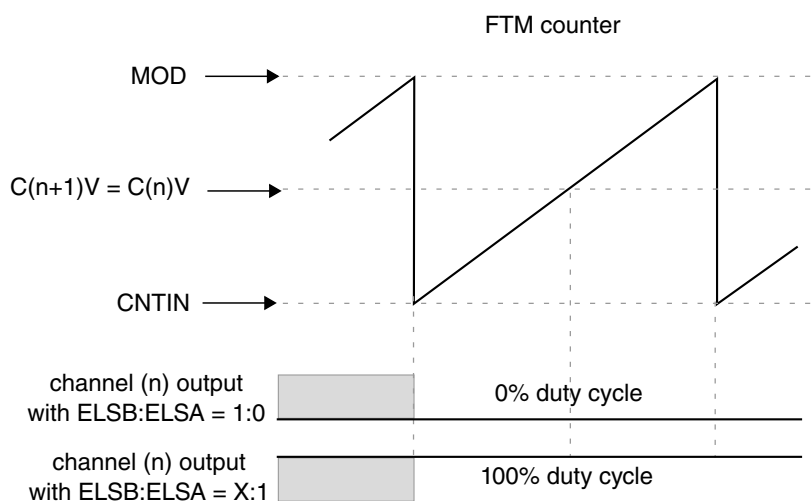 FTM counter
MOD
C(n+1)V = C(n)V
CNTIN
channel (n) output
with ELSB:ELSA = 1:0
0% duty cycle
channel (n) output
with ELSB:ELSA = X:1
100% duty cycle